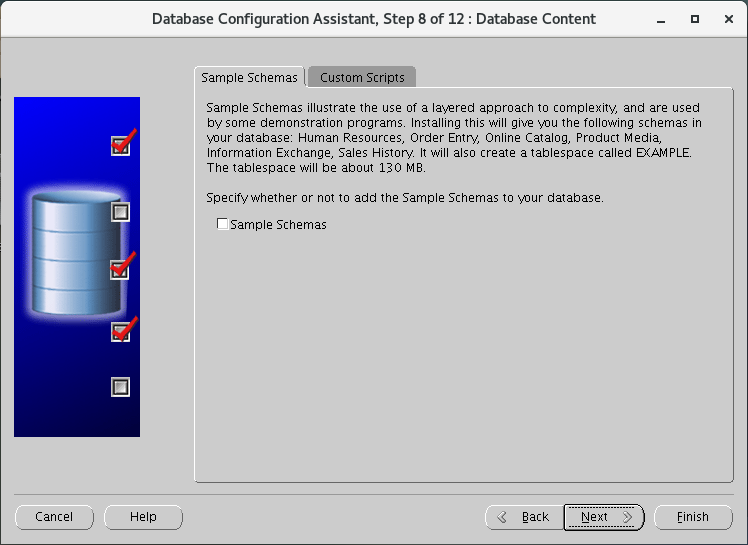 Database Configuration Assistant, Step 8 of 12 : Database Content
Sample Schemas
Custom Scripts
Sample Schemas illustrate the use of a layered approach to complexity, and are used
by some demonstration programs. Installing this will give you the following schemas in
your database: Human Resources, Order Entry, Online Catalog, Product Media,
Information Exchange, Sales History. It will also create a tablespace called EXAMPLE.
The tablespace will be about 130 MB.
Specify whether or not to add the Sample Schemas to your database.
Sample Schemas
Cancel
Help
Back
Next
Finish